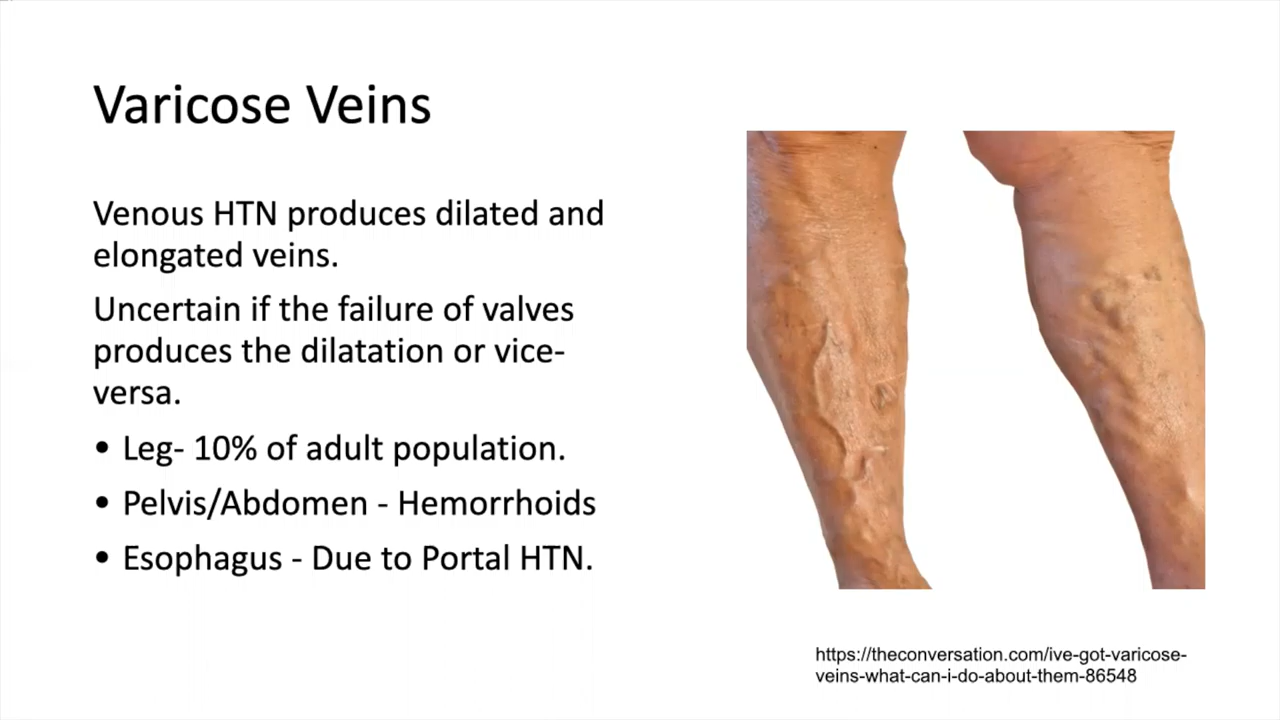 Varicose Veins
Venous HTN produces dilated and
elongated veins.
Uncertain if the failure of valves
produces the dilatation or vice-
versa.
• Leg- 10% of adult population.
• Pelvis/Abdomen - Hemorrhoids
• Esophagus - Due to Portal HTN.
https://theconversation.com/ive-got-varicose-
veins-what-can-i-do-about-them-86548